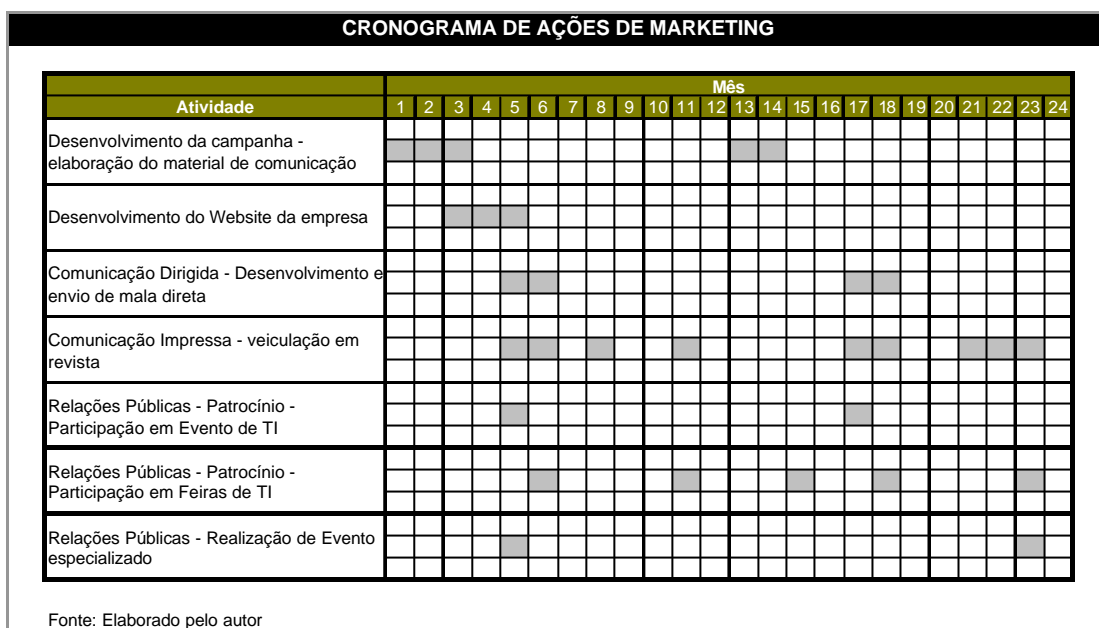 CRONOGRAMA DE AÇÕES DE MARKETING
Mês
Atividade 1 2 3 4 5 6 7 8 9 10 11 12 13 14 15 16 17 18 19 20 21 22 23 24
Desenvolvimento da campanha -
elaboração do material de comunicação
Desenvolvimento do Website da empresa
Comunicação Dirigida - Desenvolvimento e
envio de mala direta
Comunicação Impressa - veiculação em
revista
Relações Públicas - Patrocínio -
Participação em Evento de TI
Relações Públicas - Patrocínio -
Participação em Feiras de TI
Relações Públicas - Realização de Evento
especializado
Fonte: Elaborado pelo autor